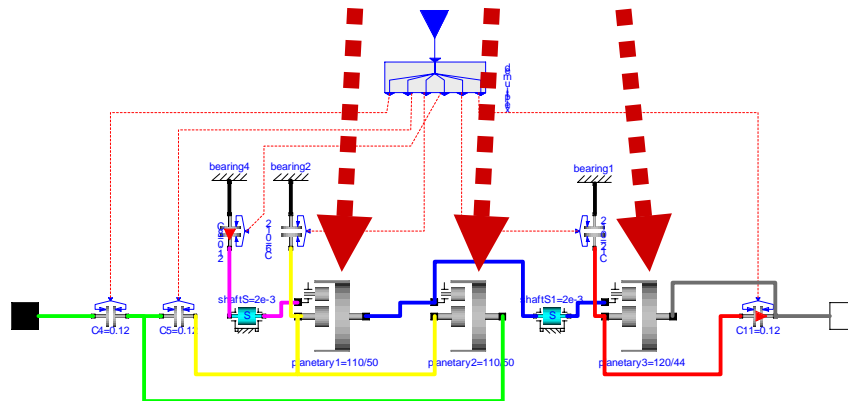 bearing4
bearing2
bearing1
shaftS=2e-3
shaftS1=2e-3
S
S
C4=0.12
C5=0.12
C11=0.12
planetary1=110/50
planetary2=110/50
planetary3=120/44